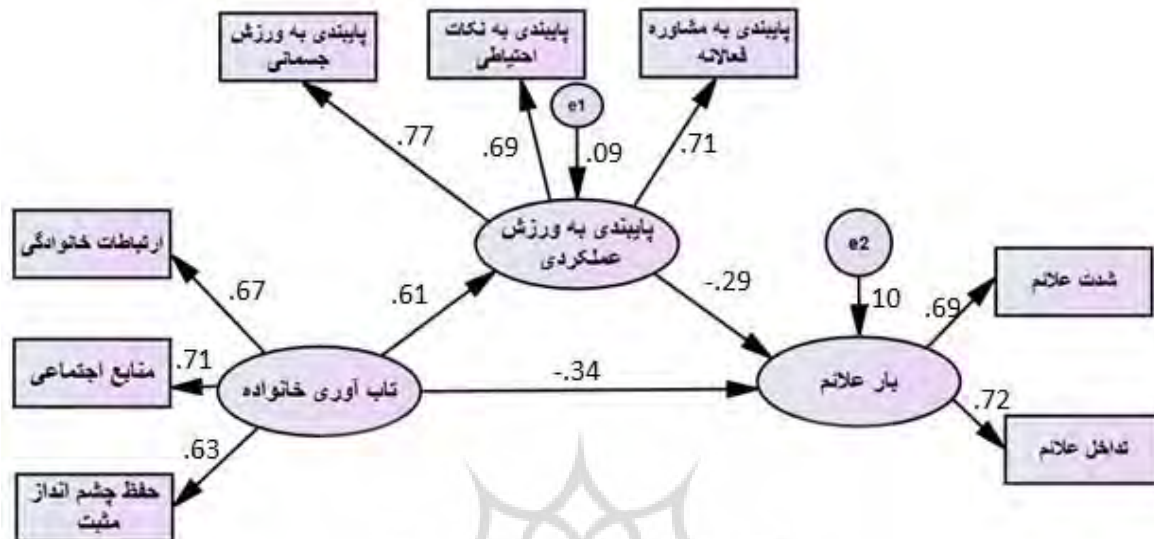 پایبندی به ورزش
جسمانی
پایبندی به نکات
احتیاطی
پایبندی به مشاوره
فعالانه
e1
.77
.69
.09
.71
پایبندی به ورزش
عملکردی
ارتباطات خانوادگی
e2
شدت علائم
.67
.61
-.29
10
.69
منابع اجتماعی
.71
تاب آوری خانواده
-.34
بار علائم
.72
تداخل علائم
.63
حفظ چشم انداز
مثبت